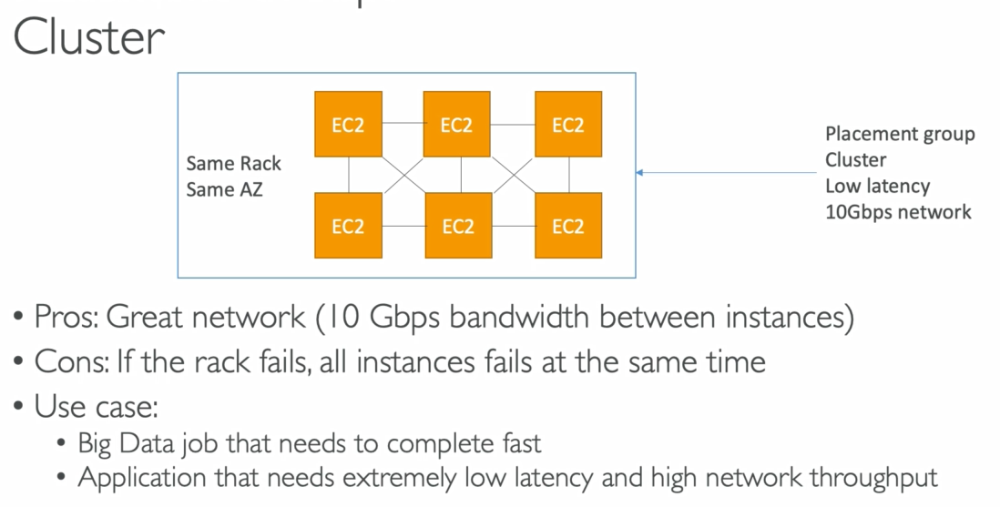 Cluster
EC2 EC2 EC2
Same Rack
Same AZ
EC2 EC2 EC2
Placement group
Cluster
Low latency
10Gbps network
• Pros: Great network (10 Gbps bandwidth between instances)
• Cons: If the rack fails, all instances fails at the same time
• Use case:
• Big Data job that needs to complete fast
• Application that needs extremely low latency and high network throughput